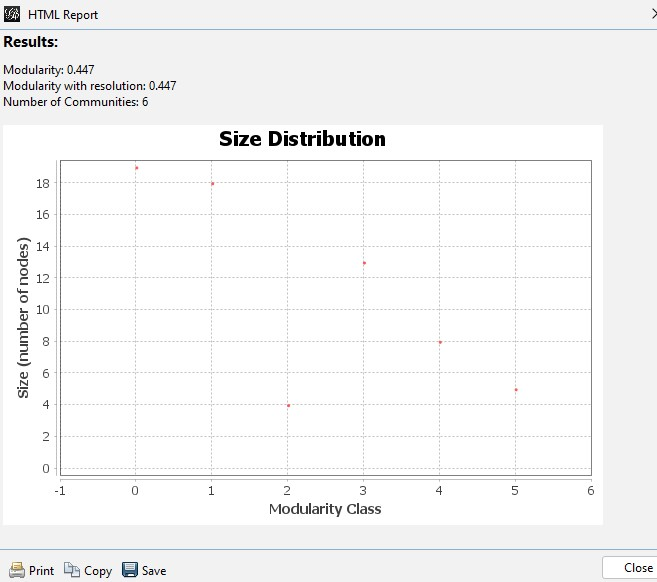 HTML Report
Results:
Modularity: 0.447
Modularity with resolution: 0.447
Number of Communities: 6
Size Distribution
Size (number of nodes)
18
16
14
12
10
8
6
4
2
0
-1 0 1 2 3 4 5 6
Modularity Class
Print Copy Save Close